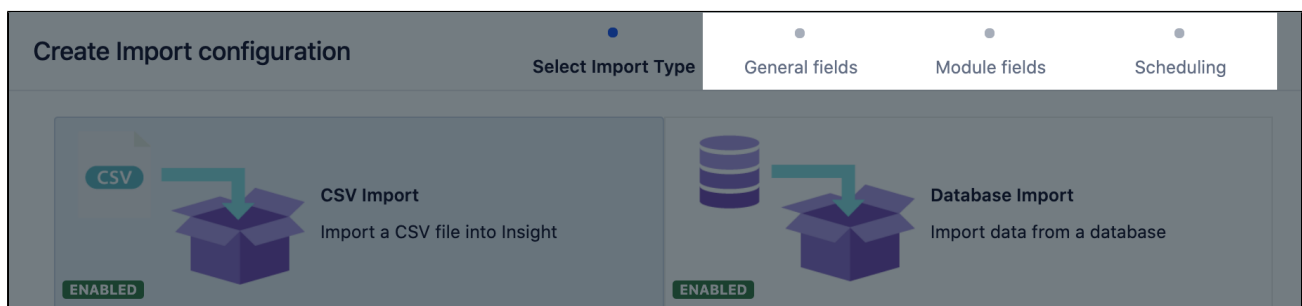 Create Import configuration
Select Import Type
General fields
Module fields
Scheduling
CSV
CSV Import
Import a CSV file into Insight
ENABLED
Database Import
Import data from a database
ENABLED